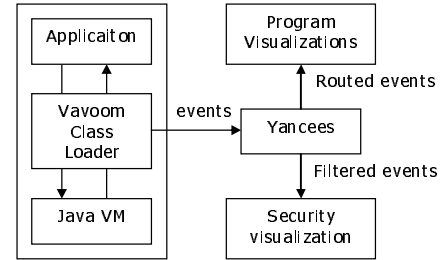 Applicaiton
Vavoom
Class
Loader
Java VM
events
Program
Visualizations
Routed events
Yancees
Filtered events
Security
visualization